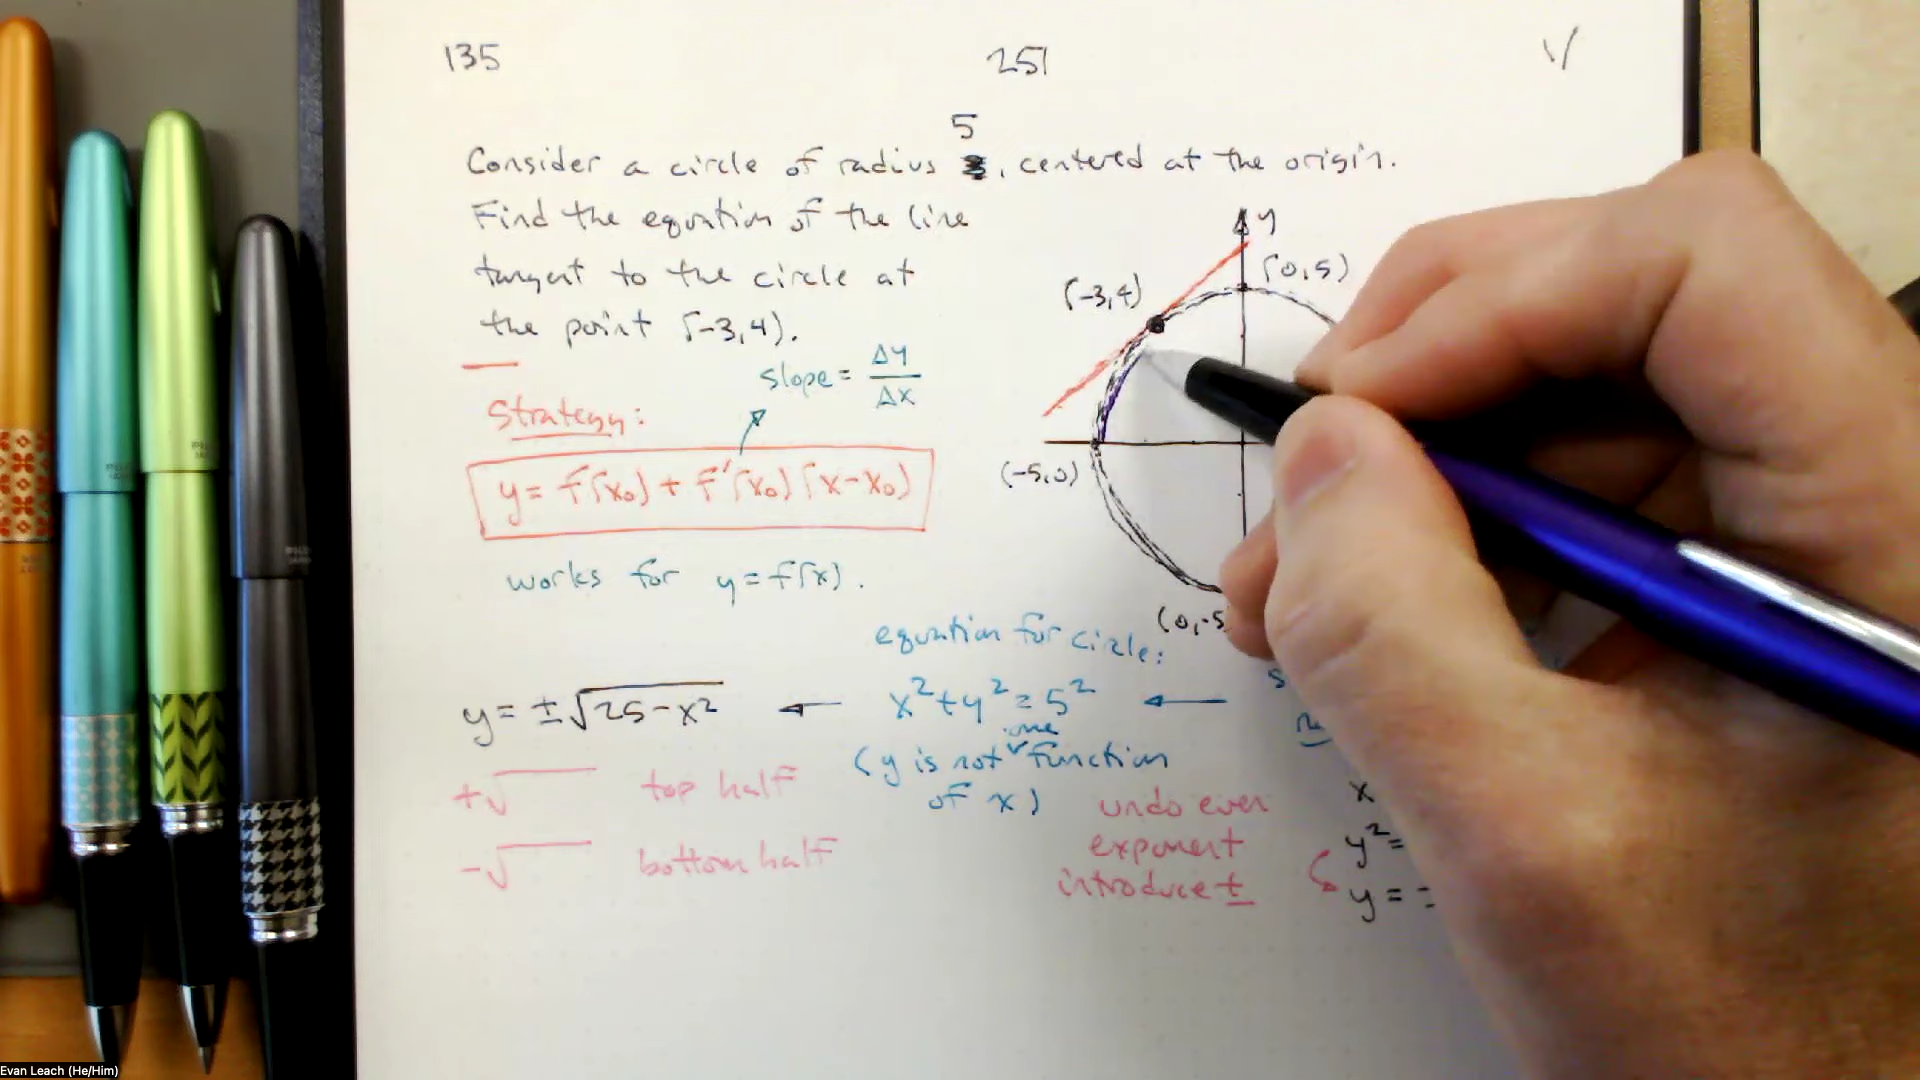 135
251
V
5
Consider a circle of radius , centered at the origin.
Find the equation of the line
tangent to the circle at
the point (-3,4).
y
(0,5)
(-3,4)
(-5,0)
(0,-5
slope = Δy/Δx
Strategy:
y = f(x₀) + f'(x₀)(x-x₀)
works for y = f(x).
equation for circle:
y = ±√25-x² ← x²+y²=5² ←
one
(y is not ᵛ function
of x)
+√ top half
-√ bottom half
undo even
exponent
introduce ±
x
y² =
y =
Evan Leach (He/Him)